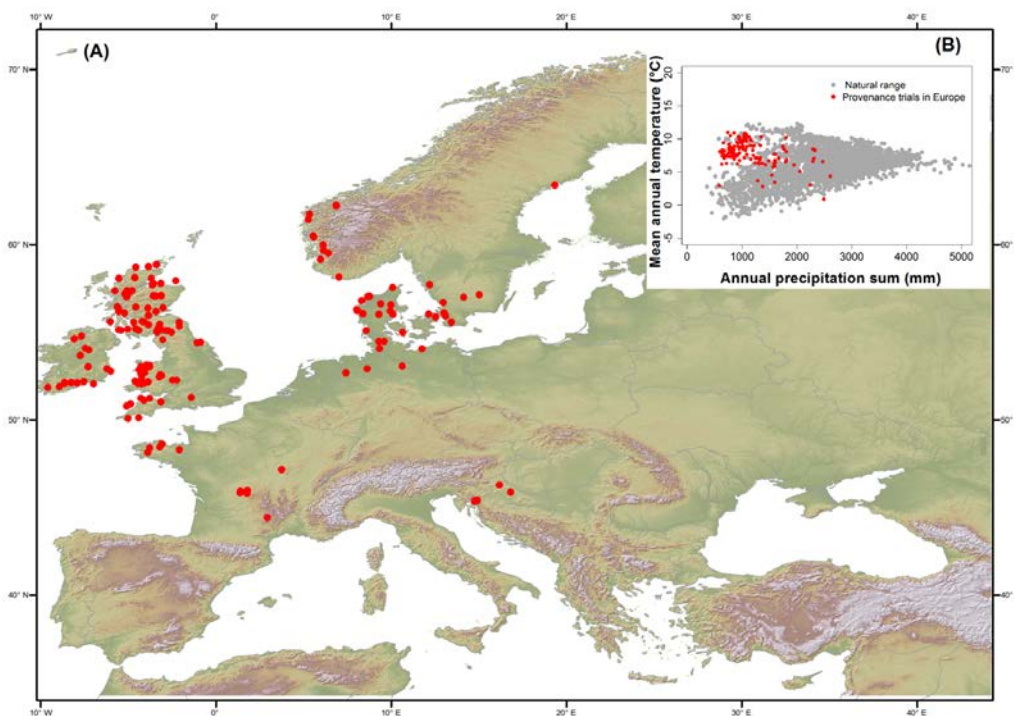 10° W
0°
10° E
20° E
30° E
40° E
(A)
(B)
70° N
70° N
Mean annual temperature (°C)
20
15
10
5
0
-5
Natural range
Provenance trials in Europe
0
1000
2000
3000
4000
5000
Annual precipitation sum (mm)
60° N
60° N
50° N
50° N
40° N
40° N
0°
10° E
20° E
30° E
40° E